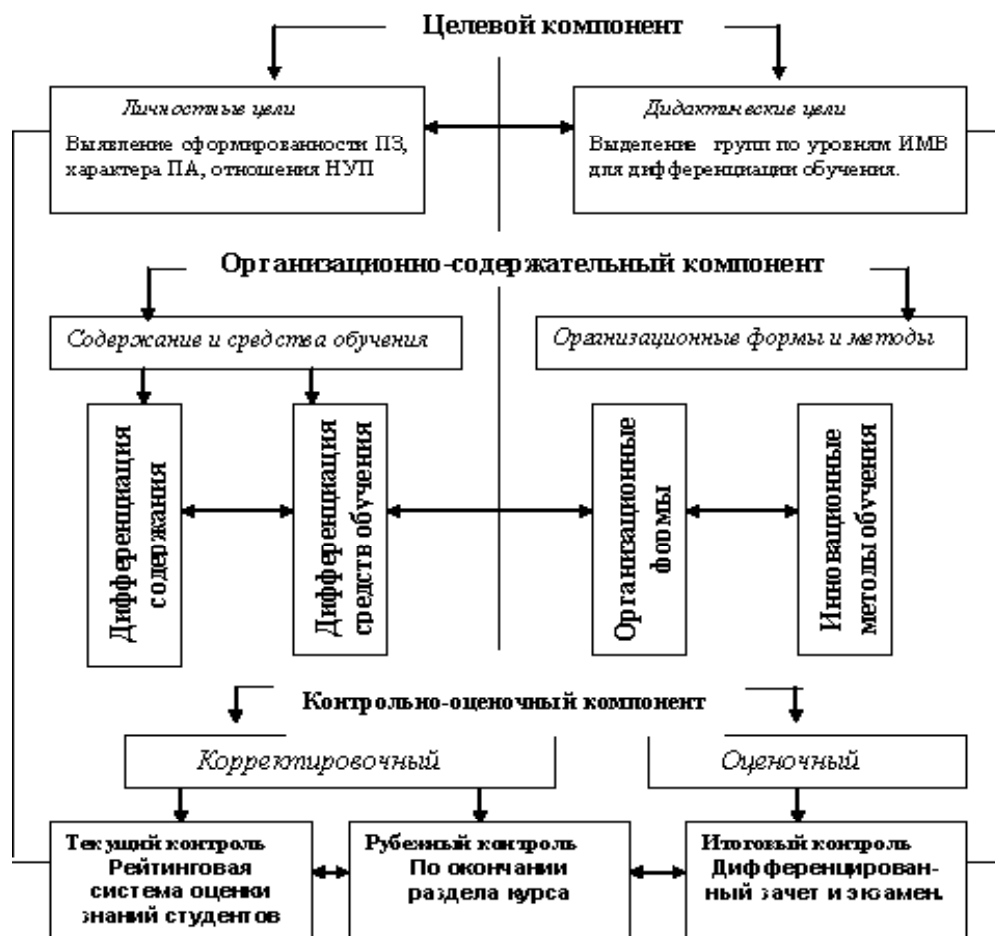 Целевой компонент
Личностные цели
Выявление сформированности ПЗ,
характера ПА, отношения НУП
Дидактические цели
Выделение групп по уровням ИМВ
для дифференциации обучения.
Организационно-содержательный компонент
Содержание и средства обучения
Организационные формы и методы
Дифференциация
содержания
Дифференциация
средств обучения
Организационные
формы
Инновационные
методы обучения
Контрольно-оценочный компонент
Корректировочный
Оценочный
Текущий контроль
Рейтинговая
система оценки
знаний студентов
Рубежный контроль
По окончании
раздела курса
Итоговый контроль
Дифференцирован-
ный зачет и экзамен.